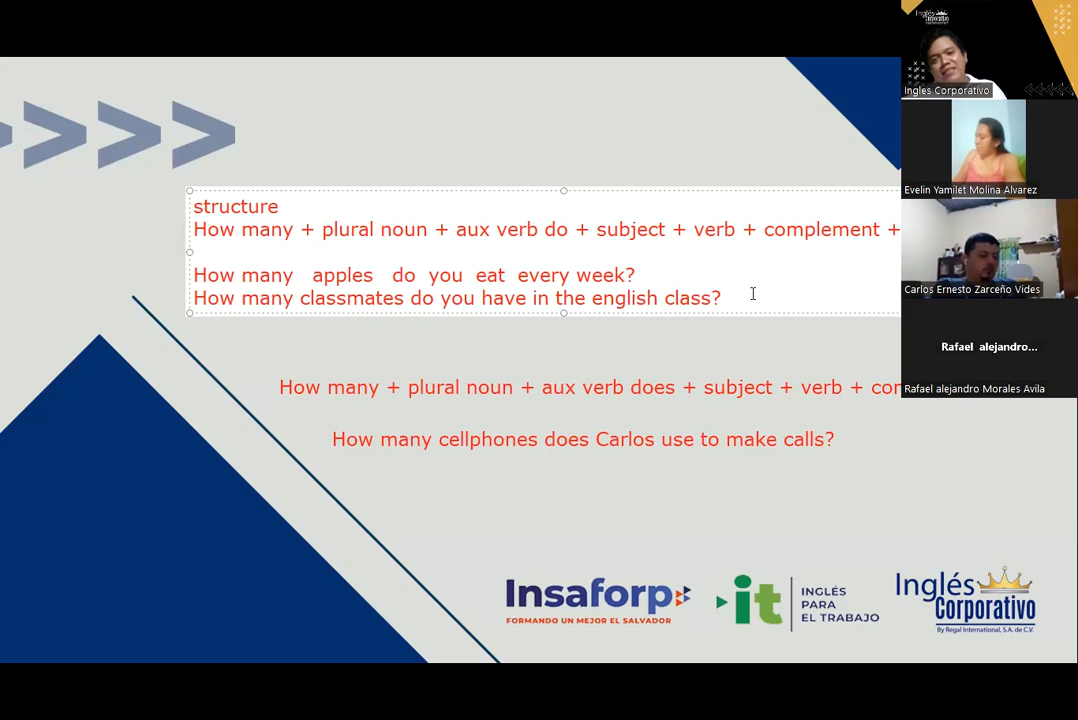 structure
How many + plural noun + aux verb do + subject + verb + complement +
How many apples do you eat every week?
How many classmates do you have in the english class?
How many + plural noun + aux verb does + subject + verb + cor
How many cellphones does Carlos use to make calls?
Insaforp
FORMANDO UN MEJOR EL SALVADOR
it
INGLÉS
PARA
EL TRABAJO
Inglés
Corporativo
By Regal International, S.A. de C.V.
Inglés
Corporativo
Ingles Corporativo
Evelin Yamilet Molina Alvarez
Carlos Ernesto Zarceño Vides
Rafael alejandro...
Rafael alejandro Morales Avila